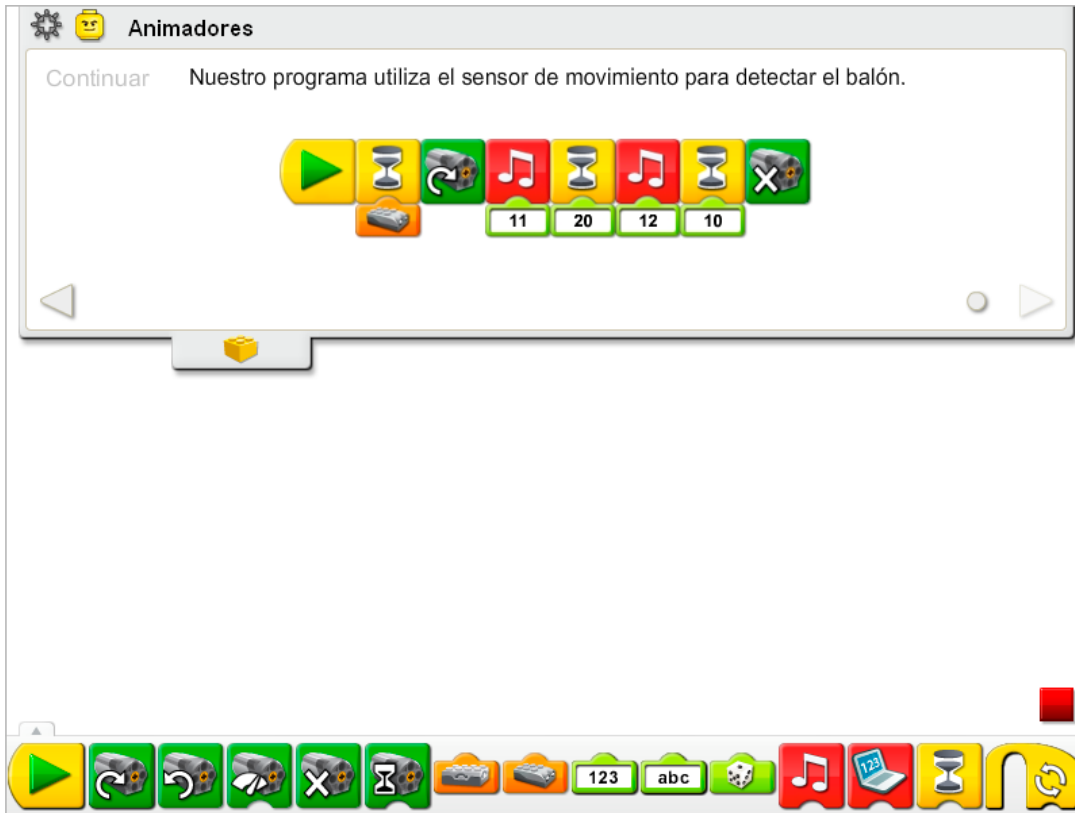 Animadores
Continuar Nuestro programa utiliza el sensor de movimiento para detectar el balón.
11 20 12 10
123 abc 123